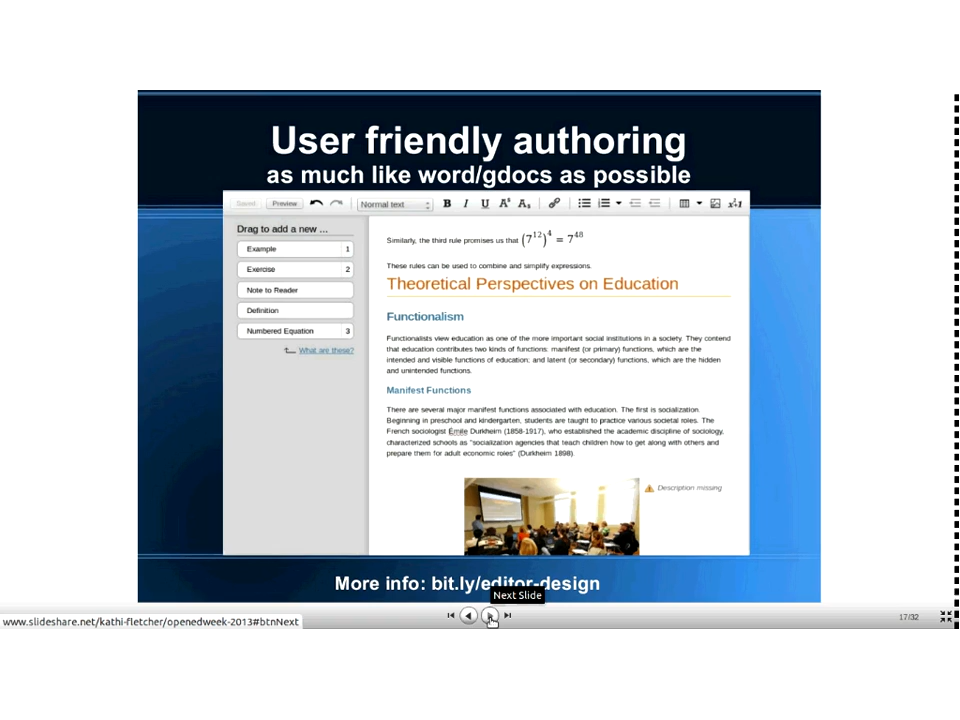 User friendly authoring
as much like word/gdocs as possible
Saved Preview Normal text B I U
Drag to add a new ...
Example 1
Exercise 2
Note to Reader
Definition
Numbered Equation 3
What are these?
Similarly, the third rule promises us that (7¹²)⁴ = 7⁴⁸
These rules can be used to combine and simplify expressions.
Theoretical Perspectives on Education
Functionalism
Functionalists view education as one of the more important social institutions in a society. They contend
that education contributes two kinds of functions: manifest (or primary) functions, which are the
intended and visible functions of education; and latent (or secondary) functions, which are the hidden
and unintended functions.
Manifest Functions
There are several major manifest functions associated with education. The first is socialization.
Beginning in preschool and kindergarten, students are taught to practice various societal roles. The
French sociologist Émile Durkheim (1858-1917), who established the academic discipline of sociology,
characterized schools as "socialization agencies that teach children how to get along with others and
prepare them for adult economic roles" (Durkheim 1898).
Description missing
More info: bit.ly/editor-design
Next Slide
www.slideshare.net/kathi-fletcher/openedweek-2013#btnNext
17/32